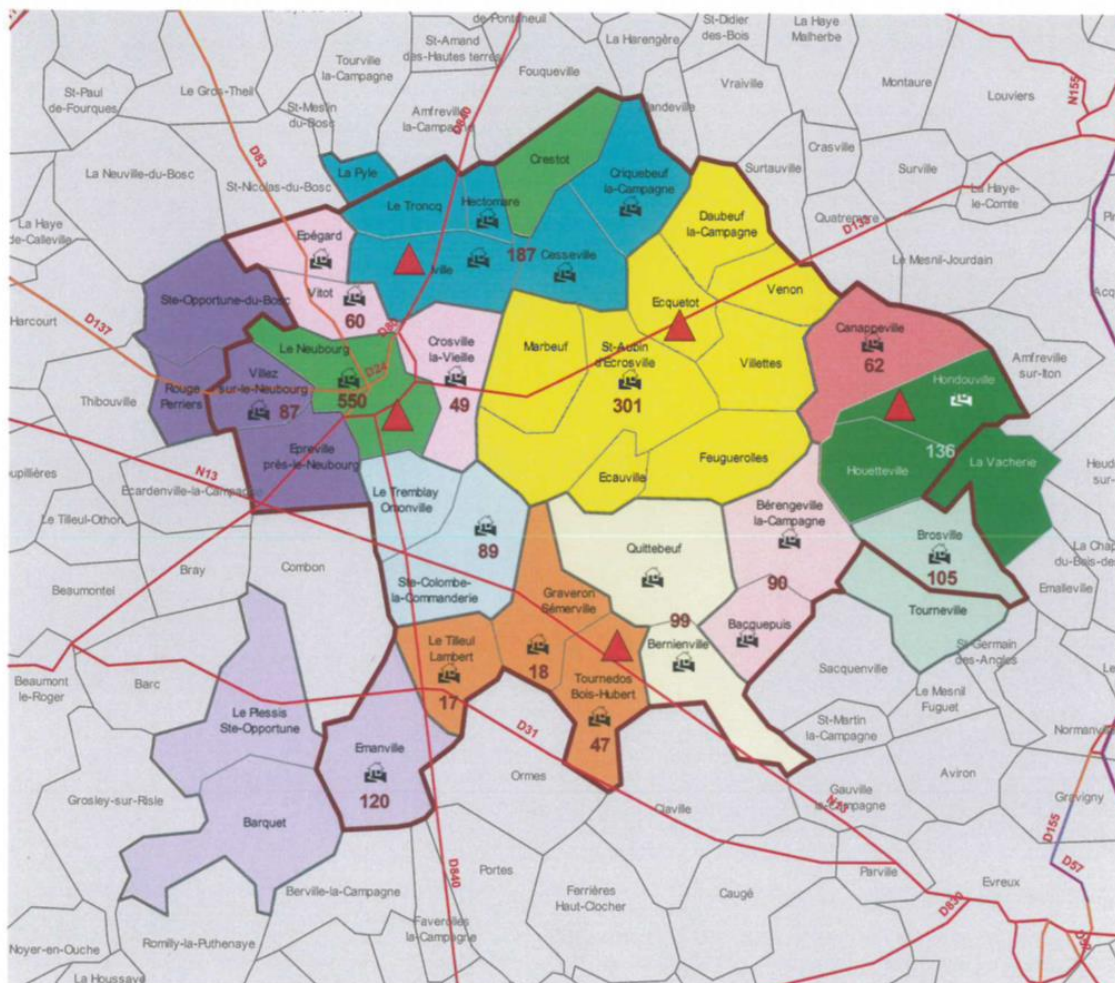 de Pontcheuil
St-Amand
des-Hautes terres
La Harengère
St-Didier
des-Bois
La Haye
Malherbe
Tourville
la-Campagne
Fouqueville
St-Paul
de-Fourques
Le Gros-Theil
St-Meslin
du-Bosc
Amfreville
la-Campagne
D840
Vraiville
Montaure
Louviers
N155
D83
Crestot
La Neuville-du-Bosc
St-Nicolas-du-Bosc
La Pyle
Le Troncq
Hectomare
Criquebeuf
la-Campagne
Surtauville
Crasville
Surville
La Haye-
le-Comte
La Haye
de-Calleville
Epégard
Daubeuf
la-Campagne
D133
187
Cesseville
Le Mesnil-Jourdain
Vitot
60
Ste-Opportune-du-Bosc
Ecquetot
Venon
Harcourt
D137
Canappeville
62
Le Neubourg
Crosville
la-Vieille
Marbeuf
St-Aubin
d'Ecrosville
Villettes
Amfreville
sur-Iton
D24
Hondouville
Thibouville
Rouge
Perriers
Villez
sur-le-Neubourg
87
550
49
301
136
Epreville
près-le-Neubourg
Feuguerolles
Houetteville
La Vacherie
N13
Ecardenville-la-Campagne
Ecauville
Le Tremblay
Omonville
Bérengeville
la-Campagne
Le Tilleul-Othon
89
Quittebeuf
Brosville
105
Bray
Combon
Beaumontel
Ste-Colombe-
la-Commanderie
Graveron
Sémerville
90
Emalleville
99
Tourneville
Bacquepuis
Le Tilleul
Lambert
17
18
Bernienville
St-Germain
des-Angles
Beaumont
le-Roger
Barc
Tournedos
Bois-Hubert
47
Sacquenville
Le Mesnil
Fuguet
Le Plessis
Ste-Opportune
Emanville
120
D31
St-Martin
la-Campagne
Ormes
Aviron
Grosley-sur-Risle
Barquet
Claville
Gauville
la-Campagne
N13
Gravigny
D155
D57
D840
Portes
Parville
Evreux
Berville-la-Campagne
Ferrières
Haut-Clocher
Caugé
D830
Faverolles
la-Campagne
Noyer-en-Ouche
Romilly-la-Puthenaye
La Houssaye